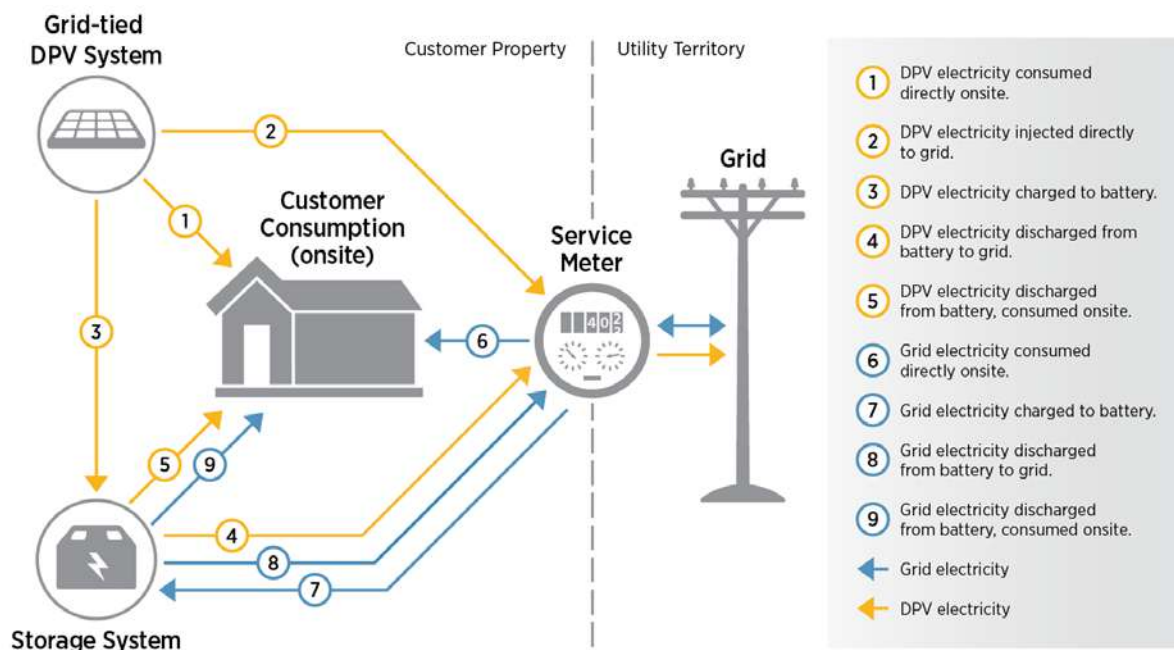 Grid-tied
DPV System
Customer Property
Utility Territory
2
Grid
1
Customer
Consumption
(onsite)
Service
Meter
402
2
3
6
5
9
4
8
7
Storage System
1 DPV electricity consumed
directly onsite.
2 DPV electricity injected directly
to grid.
3 DPV electricity charged to battery.
4 DPV electricity discharged from
battery to grid.
5 DPV electricity discharged
from battery, consumed onsite.
6 Grid electricity consumed
directly onsite.
7 Grid electricity charged to battery.
8 Grid electricity discharged
from battery to grid.
9 Grid electricity discharged
from battery, consumed onsite.
Grid electricity
DPV electricity